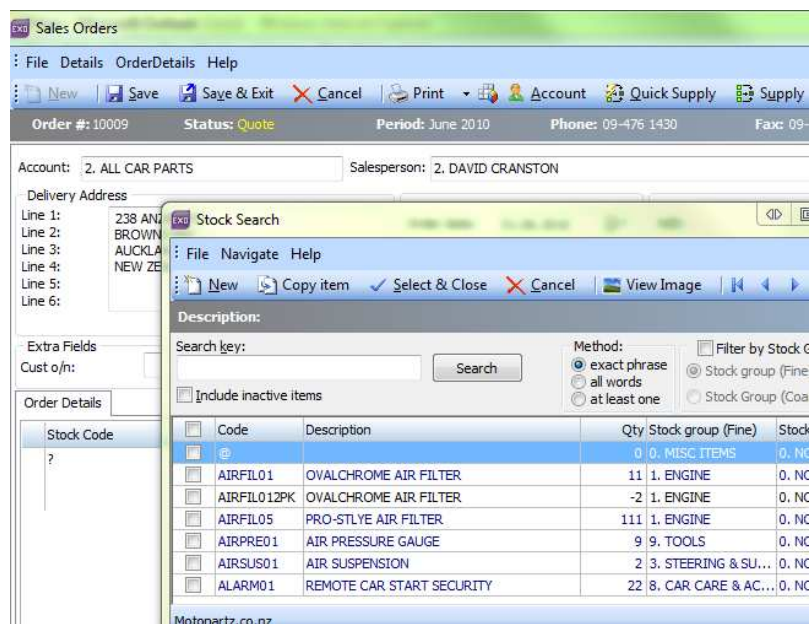 EXO Sales Orders
File Details OrderDetails Help
New Save Save & Exit Cancel Print Account Quick Supply Supply
Order #: 10009 Status: Quote Period: June 2010 Phone: 09-476 1430 Fax: 09-
Account: 2. ALL CAR PARTS Salesperson: 2. DAVID CRANSTON
Delivery Address
Line 1: 238 ANZ
Line 2: BROWN
Line 3: AUCKLA
Line 4: NEW ZE
Line 5:
Line 6:
Extra Fields
Cust o/n:
Order Details
Stock Code
?
EXO Stock Search
File Navigate Help
New Copy item Select & Close Cancel View Image
Description:
Search key: Method: Filter by Stock G
Search exact phrase Stock group (Fine
all words
Include inactive items at least one Stock Group (Coa
Code Description Qty Stock group (Fine) Stock
@ 0 0. MISC ITEMS 0. NO
AIRFIL01 OVALCHROME AIR FILTER 11 1. ENGINE 0. NO
AIRFIL012PK OVALCHROME AIR FILTER -2 1. ENGINE 0. NO
AIRFIL05 PRO-STLYE AIR FILTER 111 1. ENGINE 0. NO
AIRPRE01 AIR PRESSURE GAUGE 9 9. TOOLS 0. NO
AIRSUS01 AIR SUSPENSION 2 3. STEERING & SU... 0. NO
ALARM01 REMOTE CAR START SECURITY 22 8. CAR CARE & AC... 0. NO
Motopartz.co.nz